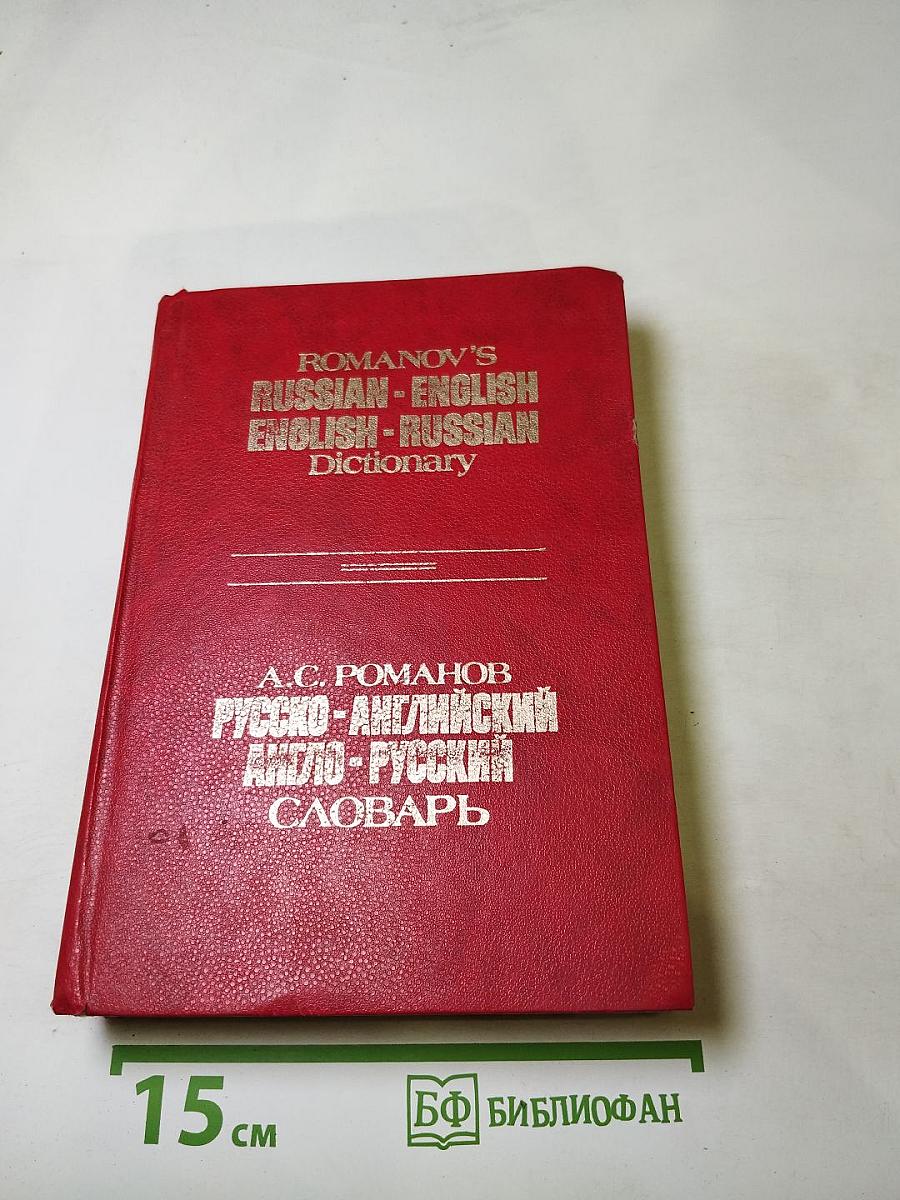 ROMANOV'S
RUSSIAN - ENGLISH
ENGLISH - RUSSIAN
Dictionary
А.С. РОМАНОВ
РУССКО - АНГЛИЙСКИЙ
АНГЛО - РУССКИЙ
СЛОВАРЬ
15 см
БФ БИБЛИОФАН